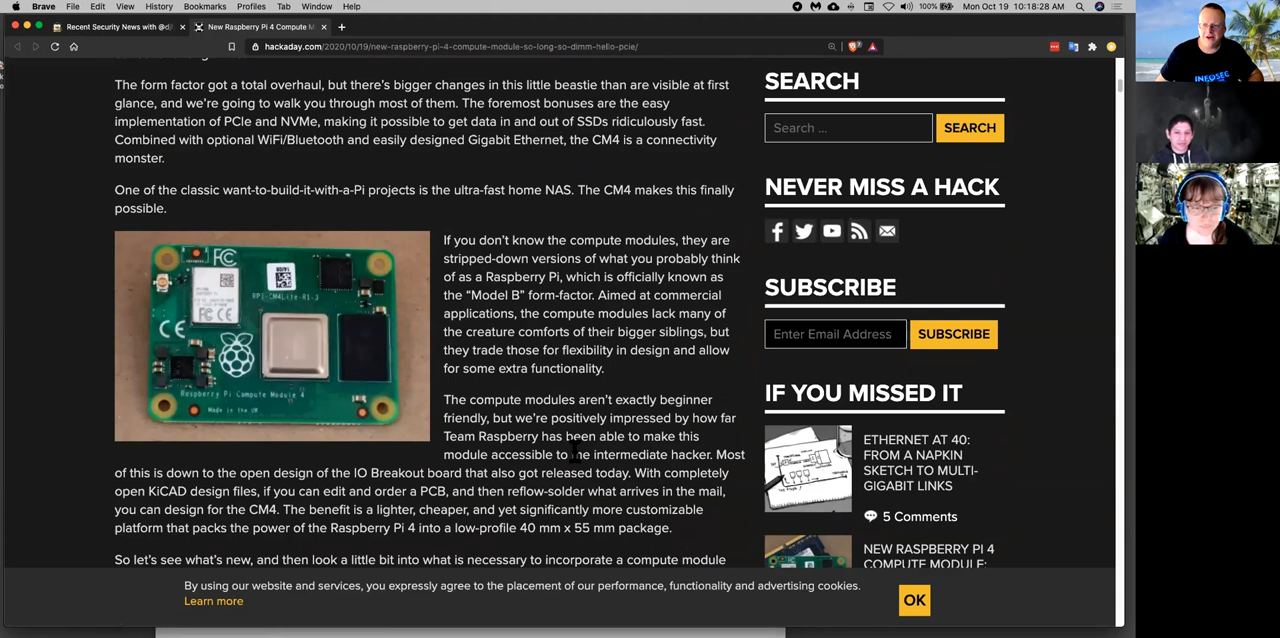 Brave File Edit View History Bookmarks Profiles Tab Window Help
100% Mon Oct 19 10:18:28 AM
Recent Security News with @d
New Raspberry Pi 4 Compute M
hackaday.com/2020/10/19/new-raspberry-pi-4-compute-module-so-long-so-dimm-hello-pcie/
The form factor got a total overhaul, but there's bigger changes in this little beastie than are visible at first
glance, and we're going to walk you through most of them. The foremost bonuses are the easy
implementation of PCIe and NVMe, making it possible to get data in and out of SSDs ridiculously fast.
Combined with optional WiFi/Bluetooth and easily designed Gigabit Ethernet, the CM4 is a connectivity
monster.
One of the classic want-to-build-it-with-a-Pi projects is the ultra-fast home NAS. The CM4 makes this finally
possible.
FC
RPI-CM4Lite-R1.3
FC
CE
Raspberry Pi Compute Module 4
Made in the UK
If you don't know the compute modules, they are
stripped-down versions of what you probably think
of as a Raspberry Pi, which is officially known as
the “Model B” form-factor. Aimed at commercial
applications, the compute modules lack many of
the creature comforts of their bigger siblings, but
they trade those for flexibility in design and allow
for some extra functionality.
The compute modules aren't exactly beginner
friendly, but we're positively impressed by how far
Team Raspberry has been able to make this
module accessible to the intermediate hacker. Most
of this is down to the open design of the IO Breakout board that also got released today. With completely
open KiCAD design files, if you can edit and order a PCB, and then reflow-solder what arrives in the mail,
you can design for the CM4. The benefit is a lighter, cheaper, and yet significantly more customizable
platform that packs the power of the Raspberry Pi 4 into a low-profile 40 mm x 55 mm package.
So let's see what's new, and then look a little bit into what is necessary to incorporate a compute module
SEARCH
Search ... SEARCH
NEVER MISS A HACK
SUBSCRIBE
Enter Email Address SUBSCRIBE
IF YOU MISSED IT
ETHERNET AT 40:
FROM A NAPKIN
SKETCH TO MULTI-
GIGABIT LINKS
5 Comments
NEW RASPBERRY PI 4
COMPUTE MODULE:
By using our website and services, you expressly agree to the placement of our performance, functionality and advertising cookies.
Learn more
OK
INFOSEC